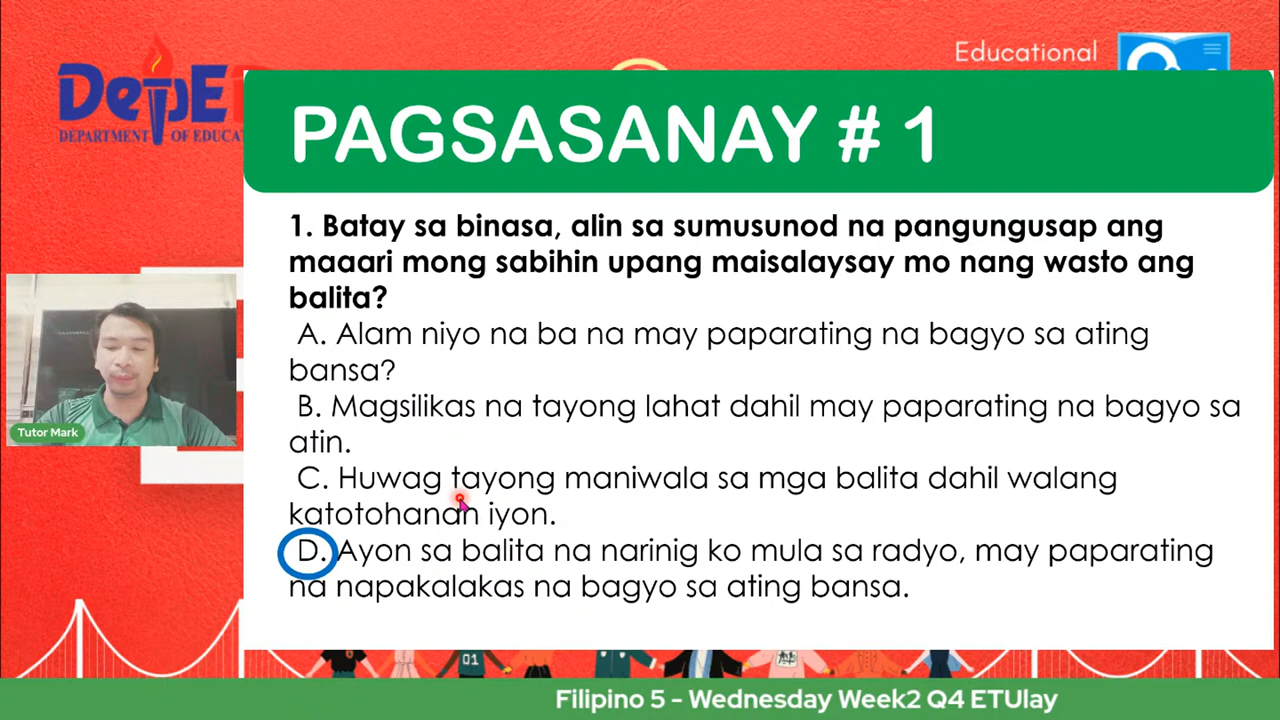 Educational
DepED
DEPARTMENT OF EDUCA
PAGSASANAY # 1
1. Batay sa binasa, alin sa sumusunod na pangungusap ang
maaari mong sabihin upang maisalaysay mo nang wasto ang
balita?
A. Alam niyo na ba na may paparating na bagyo sa ating
bansa?
B. Magsilikas na tayong lahat dahil may paparating na bagyo sa
atin.
C. Huwag tayong maniwala sa mga balita dahil walang
katotohanan iyon.
D. Ayon sa balita na narinig ko mula sa radyo, may paparating
na napakalakas na bagyo sa ating bansa.
Tutor Mark
01
Filipino 5 - Wednesday Week2 Q4 ETUlay